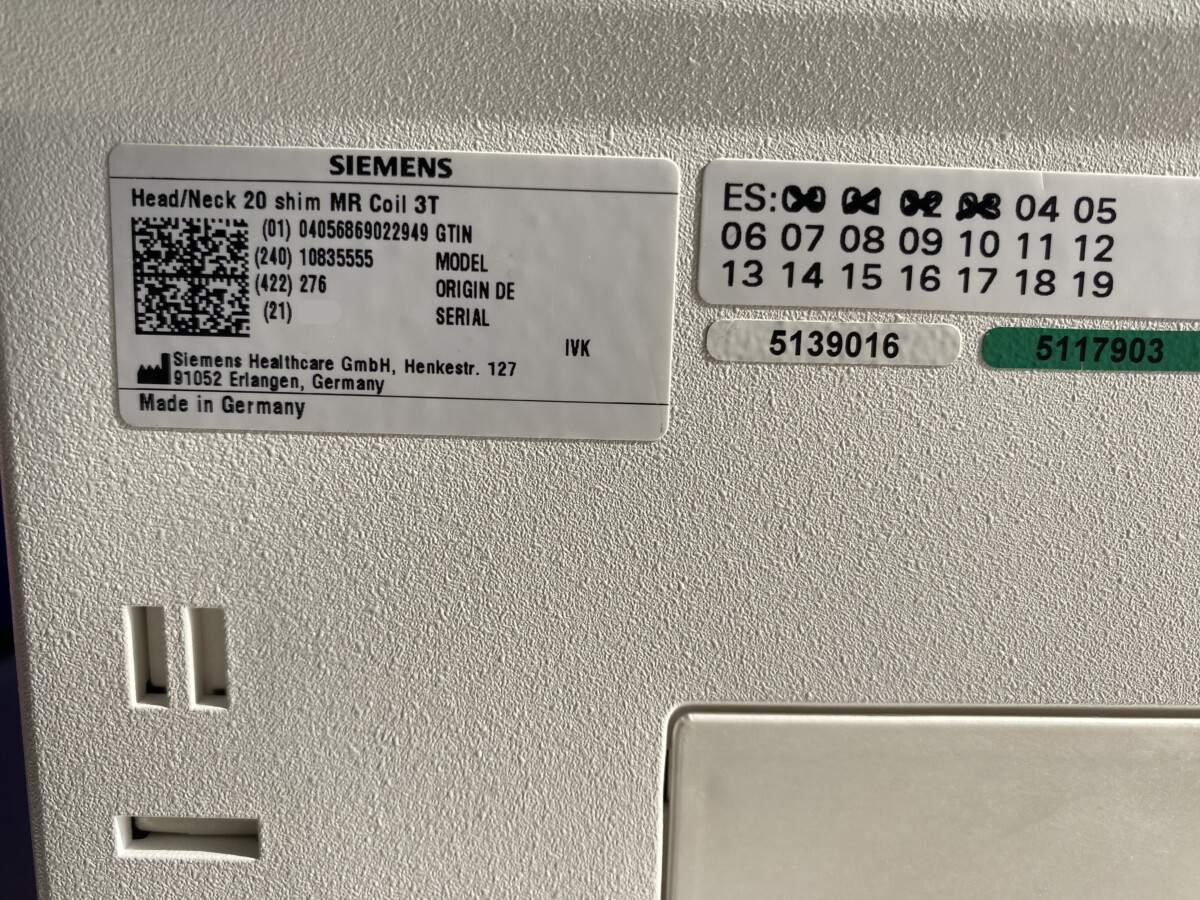 SIEMENS
Head/Neck 20 shim MR Coil 3T
(01) 04056869022949 GTIN
(240) 10835555 MODEL
(422) 276 ORIGIN DE
(21) SERIAL
IVK
Siemens Healthcare GmbH, Henkestr. 127
91052 Erlangen, Germany
Made in Germany
ES: 00 01 02 03 04 05
06 07 08 09 10 11 12
13 14 15 16 17 18 19
5139016
5117903